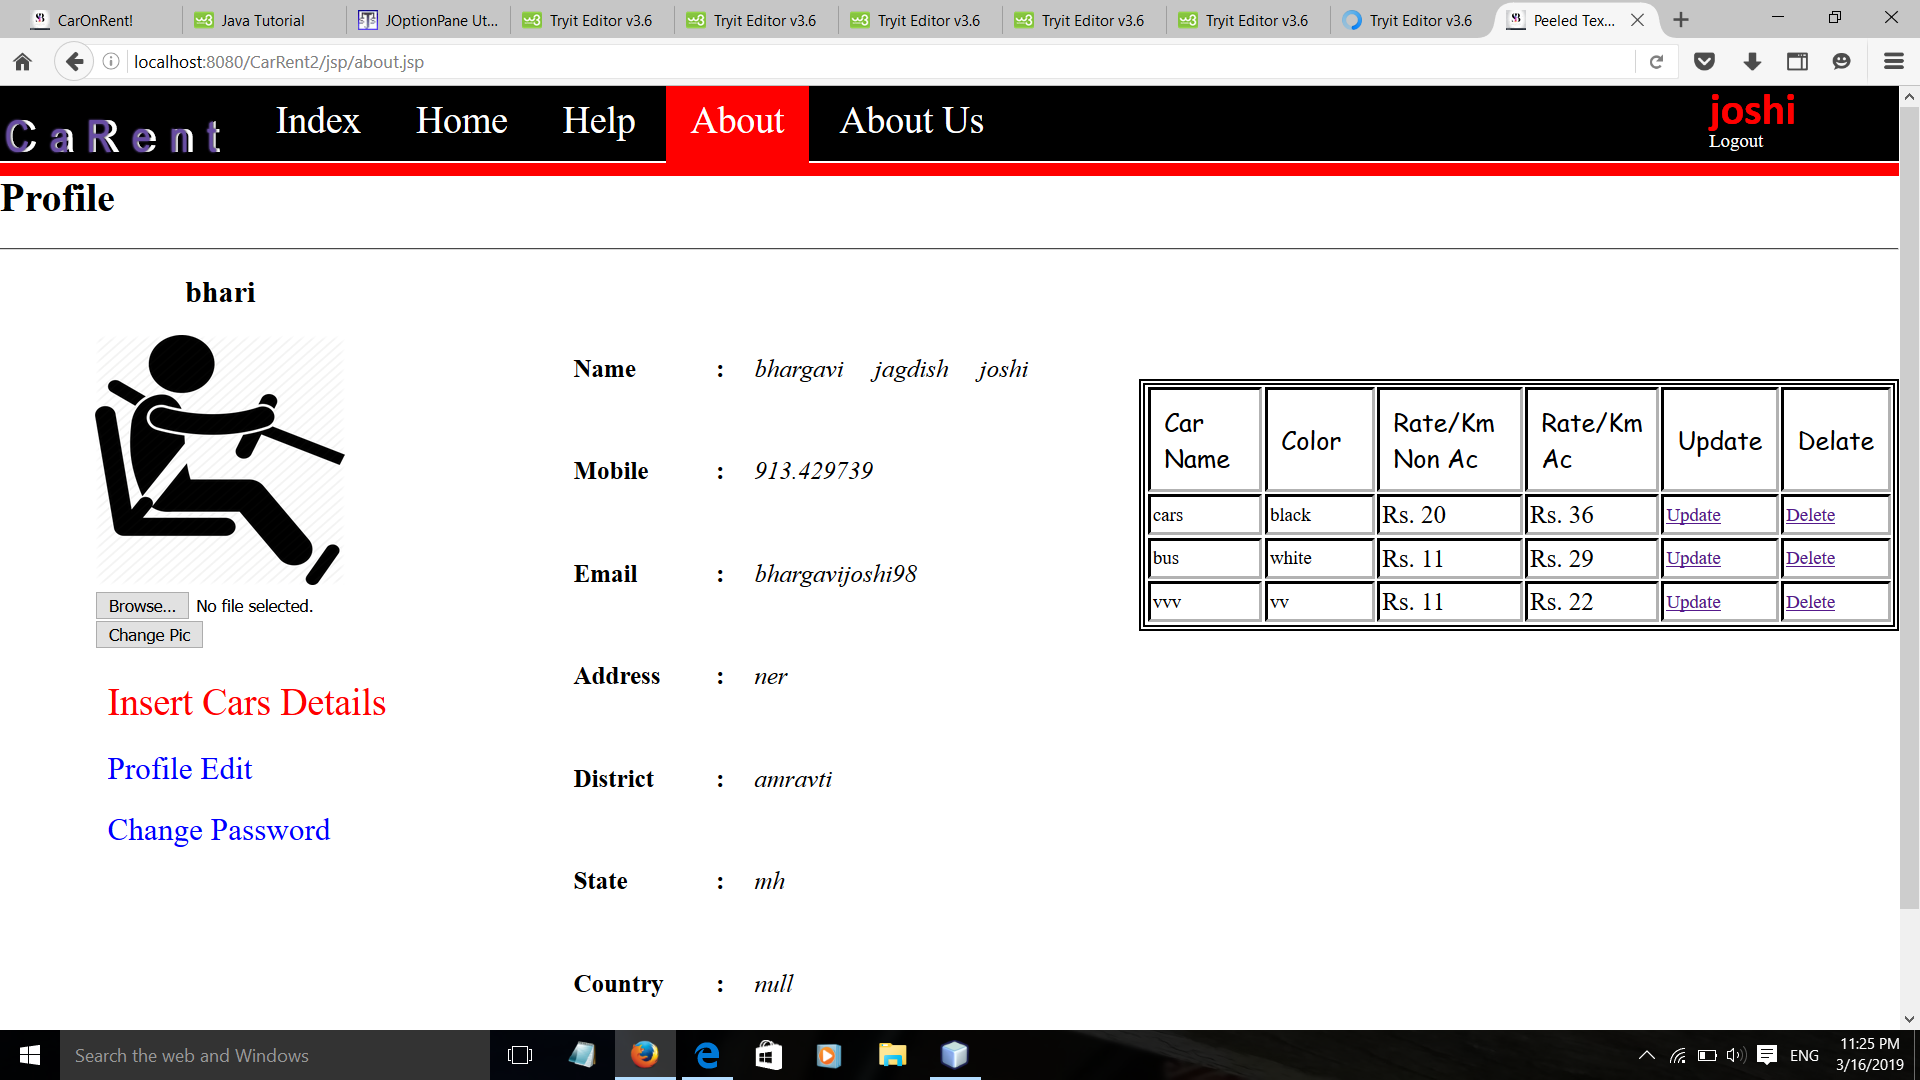 CarOnRent!
Java Tutorial
JOptionPane Ut...
Tryit Editor v3.6
Tryit Editor v3.6
Tryit Editor v3.6
Tryit Editor v3.6
Tryit Editor v3.6
Tryit Editor v3.6
Peeled Tex...
localhost:8080/CarRent2/jsp/about.jsp
CaRent
Index
Home
Help
About
About Us
joshi
Logout
Profile
bhari
Browse... No file selected.
Change Pic
Insert Cars Details
Profile Edit
Change Password
Name : bhargavi jagdish joshi
Mobile : 913.429739
Email : bhargavijoshi98
Address : ner
District : amravti
State : mh
Country : null
Car Name Color Rate/Km Non Ac Rate/Km Ac Update Delate
cars black Rs. 20 Rs. 36 Update Delete
bus white Rs. 11 Rs. 29 Update Delete
vvv vv Rs. 11 Rs. 22 Update Delete
Search the web and Windows
ENG
11:25 PM
3/16/2019